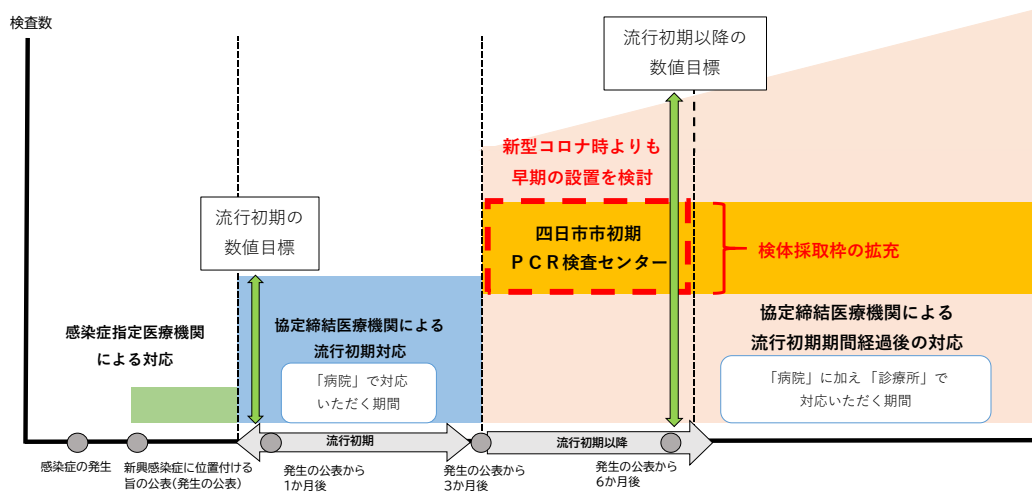 検査数
流行初期以降の
数値目標
新型コロナ時よりも
早期の設置を検討
流行初期の
数値目標
四日市市初期
ＰＣＲ検査センター
検体採取枠の拡充
感染症指定医療機関
による対応
協定締結医療機関による
流行初期対応
「病院」で対応
いただく期間
協定締結医療機関による
流行初期期間経過後の対応
「病院」に加え「診療所」で
対応いただく期間
流行初期
流行初期以降
感染症の発生
新興感染症に位置付ける
旨の公表(発生の公表)
発生の公表から
1か月後
発生の公表から
3か月後
発生の公表から
6か月後